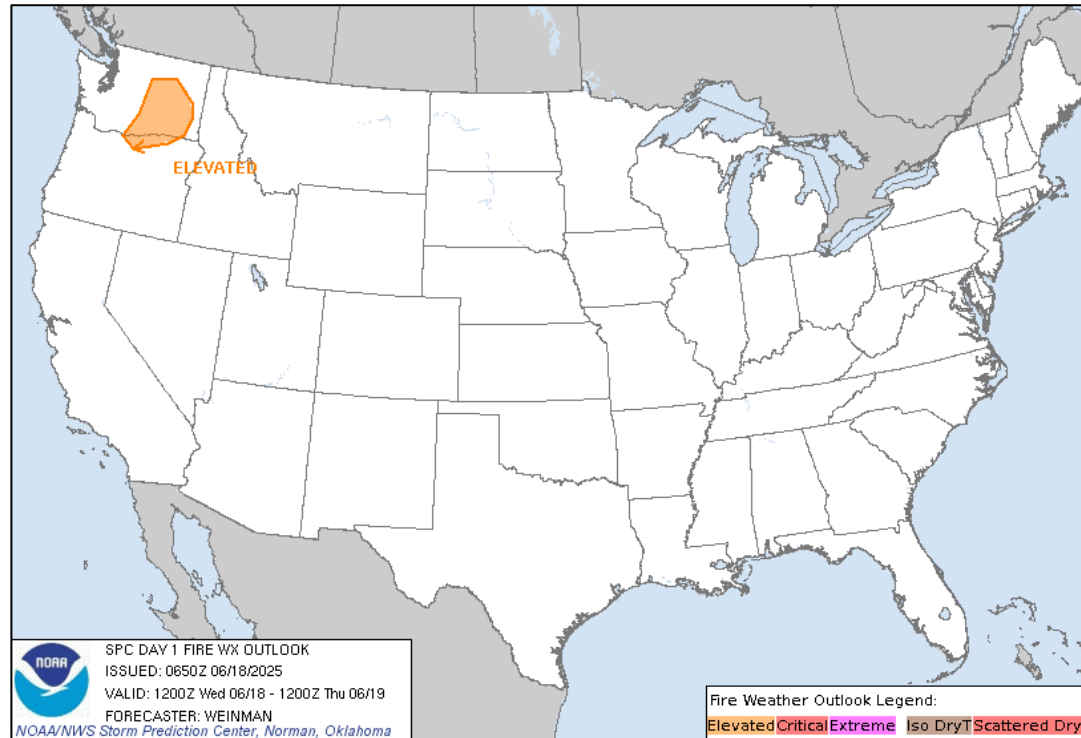 ELEVATED
NOAA
SPC DAY 1 FIRE WX OUTLOOK
ISSUED: 0650Z 06/18/2025
VALID: 1200Z Wed 06/18 - 1200Z Thu 06/19
FORECASTER: WEINMAN
NOAA/NWS Storm Prediction Center, Norman, Oklahoma
Fire Weather Outlook Legend:
Elevated Critical Extreme Iso DryT Scattered Dry